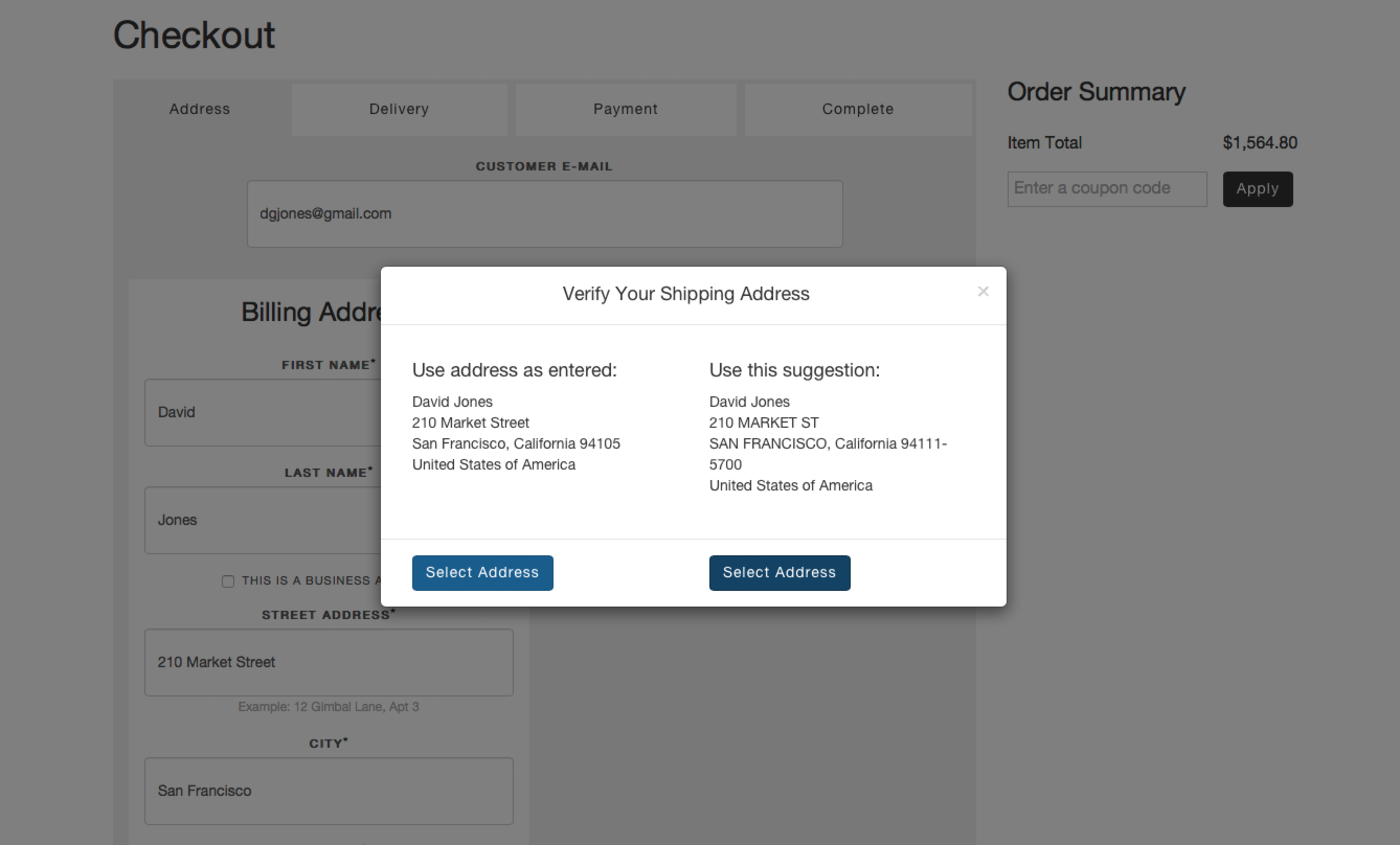 Checkout
Address
Delivery
Payment
Complete
Order Summary
Item Total
$1,564.80
Enter a coupon code
Apply
CUSTOMER E-MAIL
dgjones@gmail.com
Billing Addre
FIRST NAME*
David
LAST NAME*
Jones
THIS IS A BUSINESS A
STREET ADDRESS*
210 Market Street
Example: 12 Gimbal Lane, Apt 3
CITY*
San Francisco
Verify Your Shipping Address
×
Use address as entered:
David Jones
210 Market Street
San Francisco, California 94105
United States of America
Select Address
Use this suggestion:
David Jones
210 MARKET ST
SAN FRANCISCO, California 94111-
5700
United States of America
Select Address